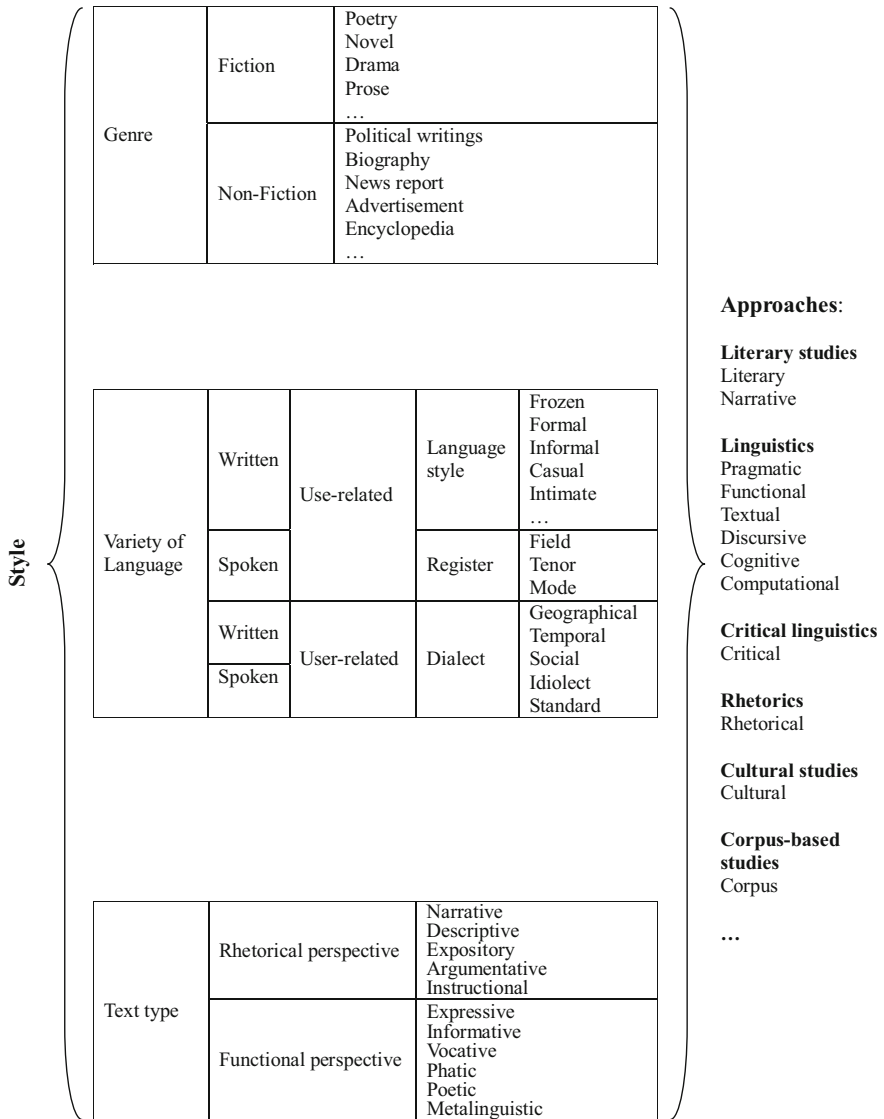 Style
Genre
Fiction
Poetry
Novel
Drama
Prose
…
Non-Fiction
Political writings
Biography
News report
Advertisement
Encyclopedia
…
Variety of
Language
Written
Spoken
Use-related
Language
style
Frozen
Formal
Informal
Casual
Intimate
…
Register
Field
Tenor
Mode
Written
Spoken
User-related
Dialect
Geographical
Temporal
Social
Idiolect
Standard
Text type
Rhetorical perspective
Narrative
Descriptive
Expository
Argumentative
Instructional
Functional perspective
Expressive
Informative
Vocative
Phatic
Poetic
Metalinguistic
Approaches:
Literary studies
Literary
Narrative
Linguistics
Pragmatic
Functional
Textual
Discursive
Cognitive
Computational
Critical linguistics
Critical
Rhetorics
Rhetorical
Cultural studies
Cultural
Corpus-based
studies
Corpus
…